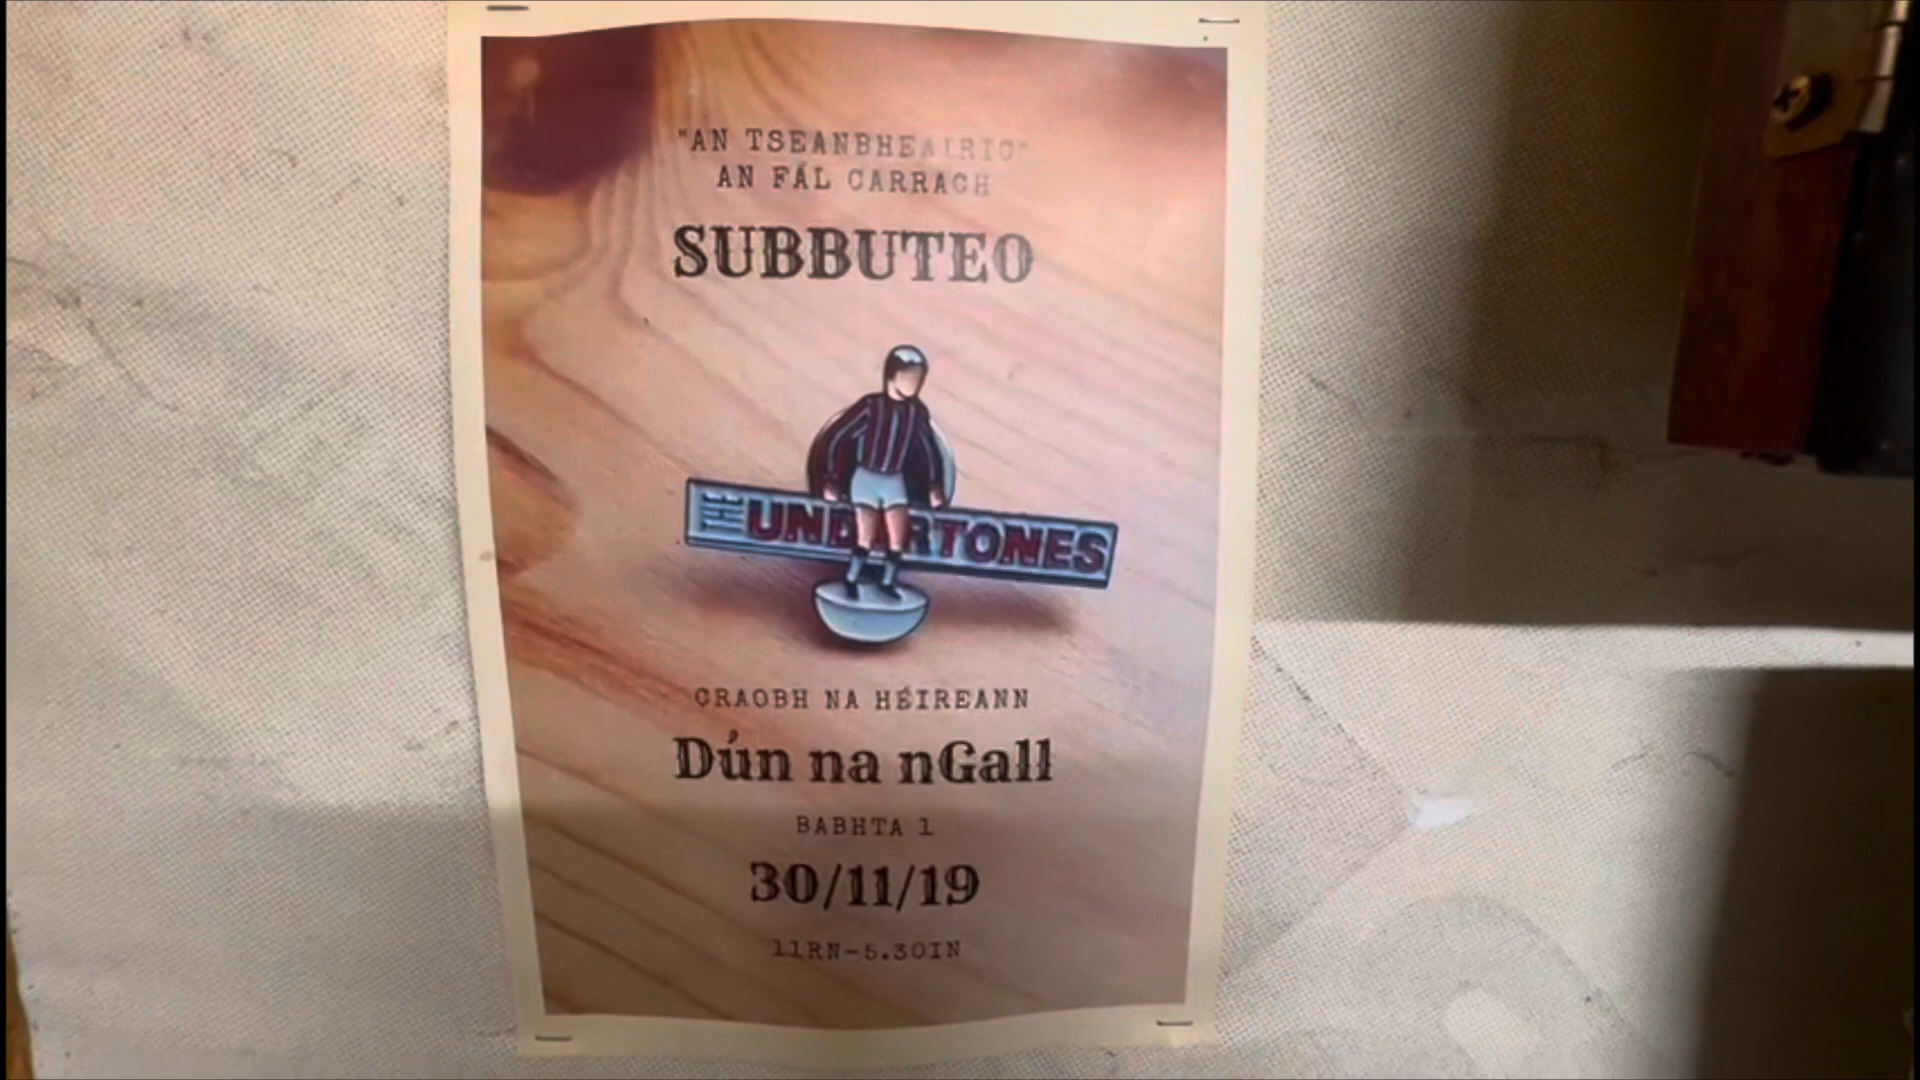 "AN TSEANBHEAIRIC"
AN FÁL CARRACH
SUBBUTEO
THE UNDERTONES
CRAOBH NA HÉIREANN
Dún na nGall
BABHTA 1
30/11/19
11RN-5.30IN